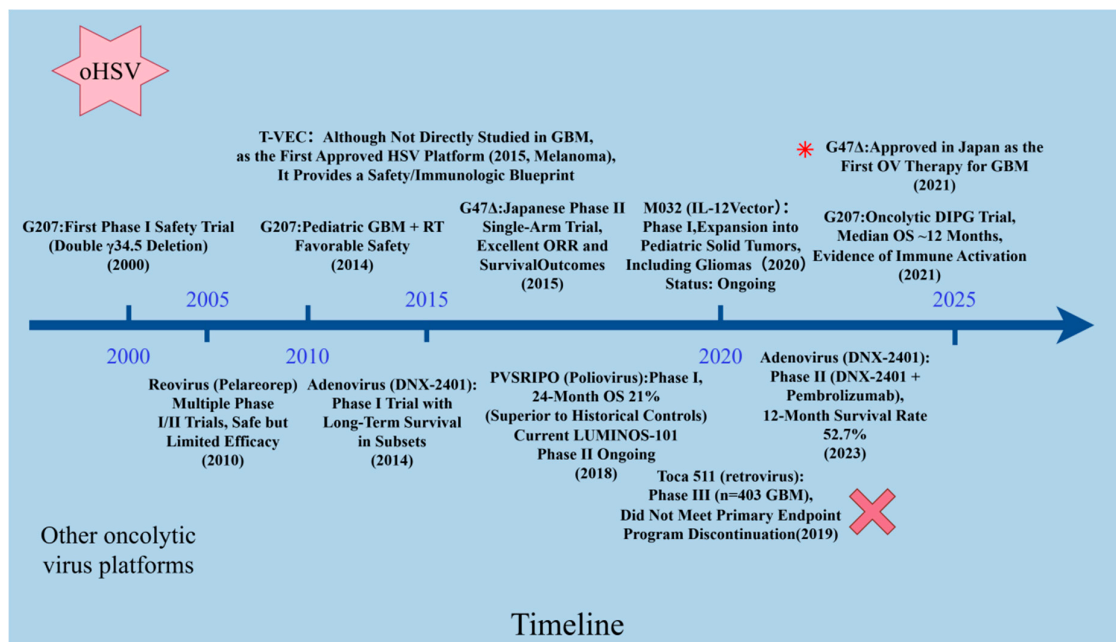 oHSV
T-VEC：Although Not Directly Studied in GBM,
as the First Approved HSV Platform (2015, Melanoma),
It Provides a Safety/Immunologic Blueprint
G47Δ:Approved in Japan as the
First OV Therapy for GBM
(2021)
G207:First Phase I Safety Trial
(Double γ34.5 Deletion)
(2000)
G207:Pediatric GBM + RT
Favorable Safety
(2014)
G47Δ:Japanese Phase II
Single-Arm Trial,
Excellent ORR and
SurvivalOutcomes
(2015)
M032 (IL-12Vector)：
Phase I,Expansion into
Pediatric Solid Tumors,
Including Gliomas（2020）
Status: Ongoing
G207:Oncolytic DIPG Trial,
Median OS ~12 Months,
Evidence of Immune Activation
(2021)
2005
2015
2025
2000
2010
2020
Reovirus (Pelareorep)
Multiple Phase
I/II Trials, Safe but
Limited Efficacy
(2010)
Adenovirus (DNX-2401):
Phase I Trial with
Long-Term Survival
in Subsets
(2014)
PVSRIPO (Poliovirus):Phase I,
24-Month OS 21%
(Superior to Historical Controls)
Current LUMINOS-101
Phase II Ongoing
(2018)
Adenovirus (DNX-2401):
Phase II (DNX-2401 +
Pembrolizumab),
12-Month Survival Rate
52.7%
(2023)
Toca 511 (retrovirus):
Phase III (n=403 GBM),
Did Not Meet Primary Endpoint
Program Discontinuation(2019)
Other oncolytic
virus platforms
Timeline